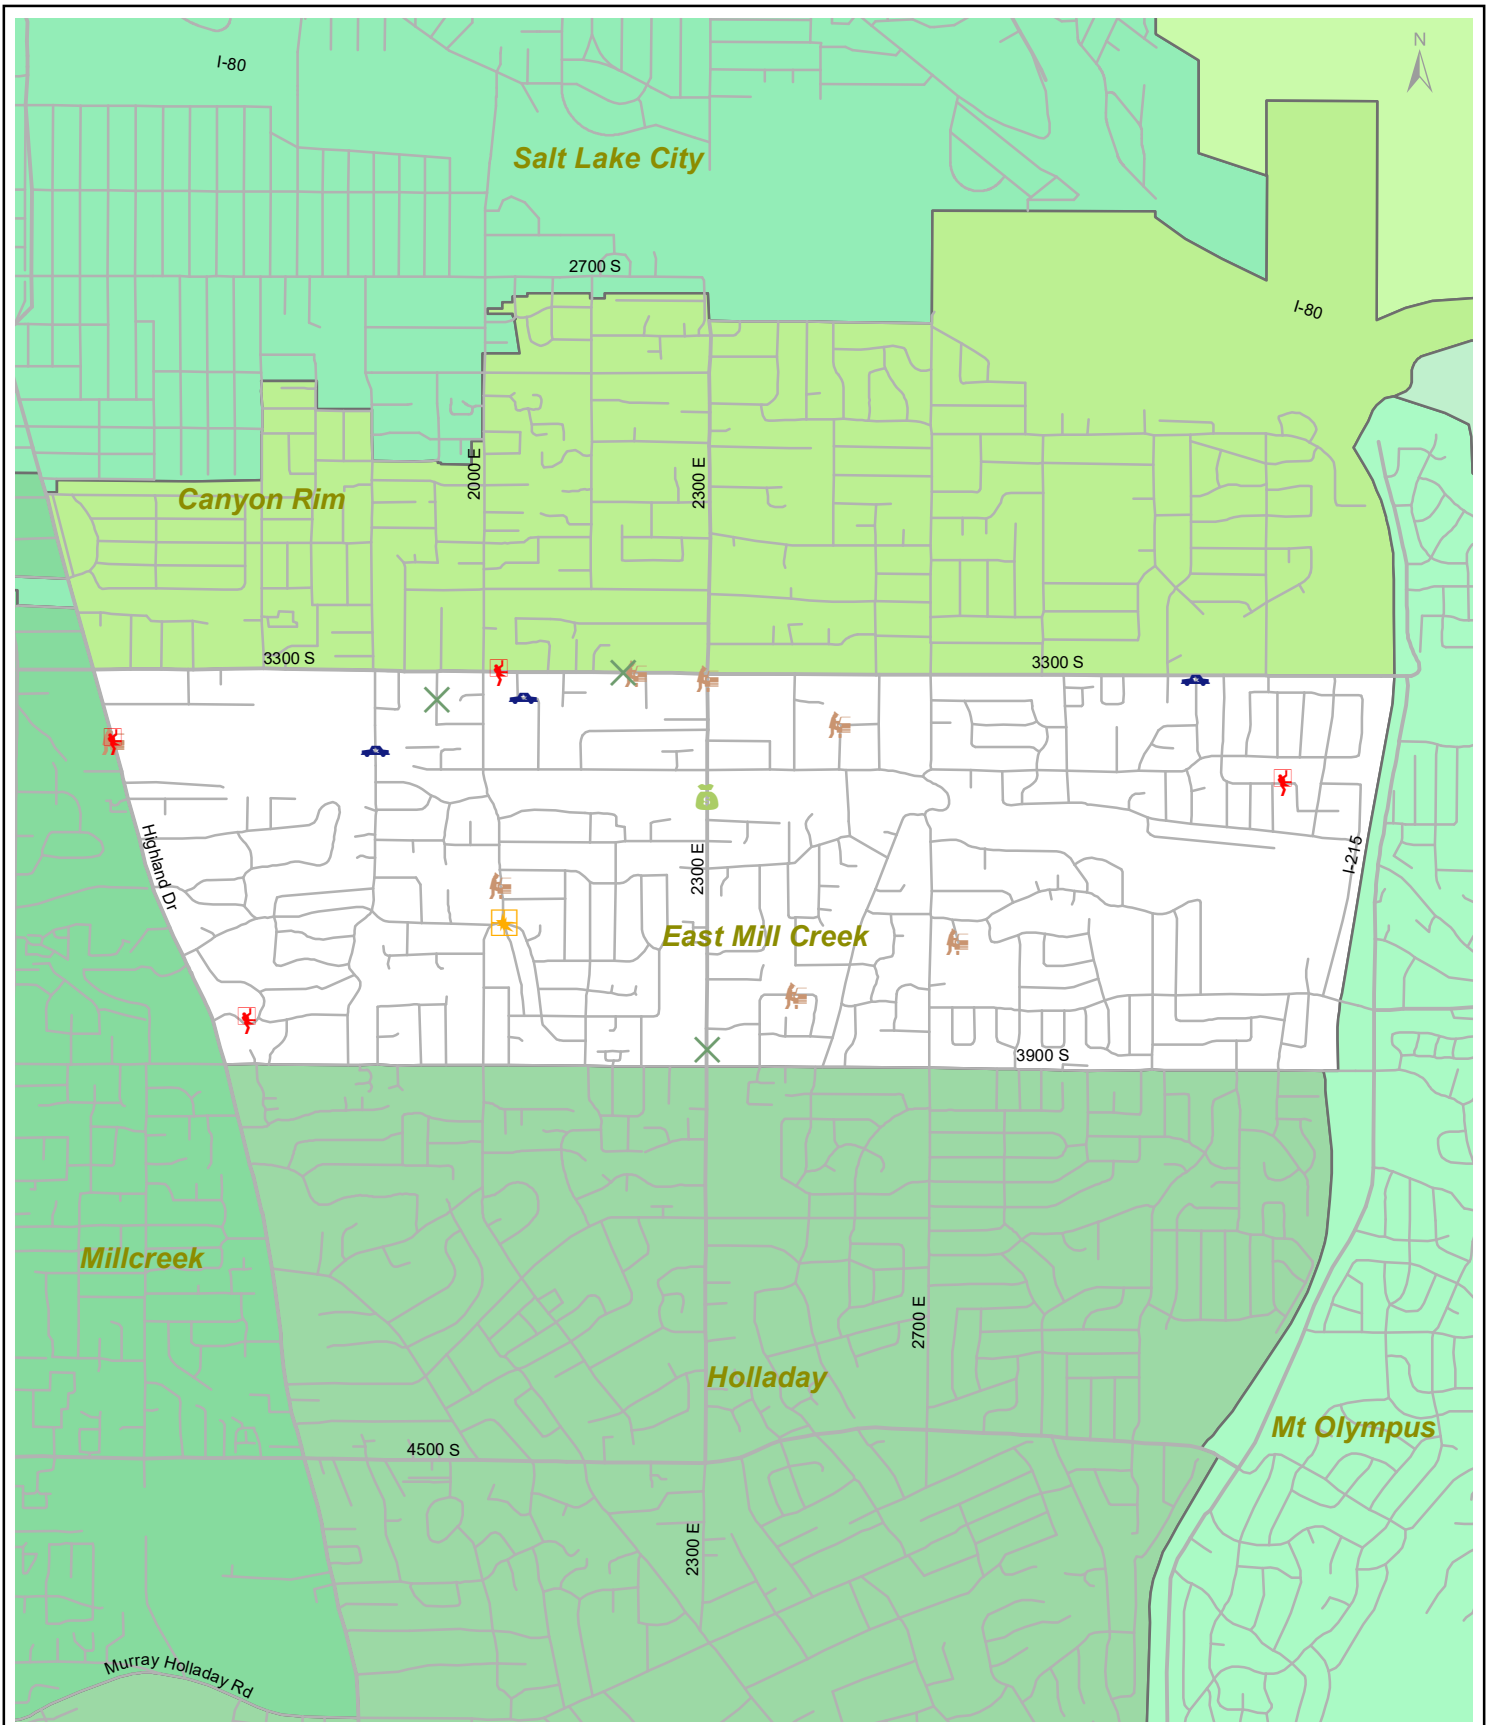 N
I-80
Salt Lake City
2700 S
I-80
2000 E
2300 E
Canyon Rim
3300 S
3300 S
Highland Dr
2300 E
I-215
East Mill Creek
3900 S
Millcreek
2700 E
Holladay
Mt Olympus
4500 S
2300 E
Murray Holladay Rd